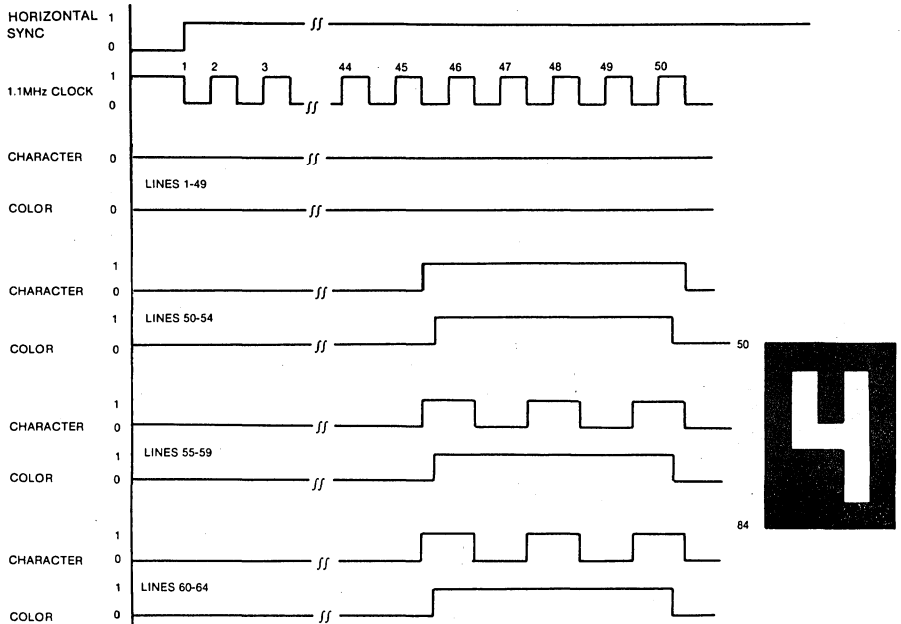 HORIZONTAL 1
SYNC
0
1 2 3 44 45 46 47 48 49 50
1
1.1MHz CLOCK
0
CHARACTER 0
LINES 1-49
COLOR 0
1
CHARACTER 0
1 LINES 50-54
COLOR 0
50
1
CHARACTER 0
1 LINES 55-59
COLOR 0
4
84
1
CHARACTER 0
1 LINES 60-64
COLOR 0